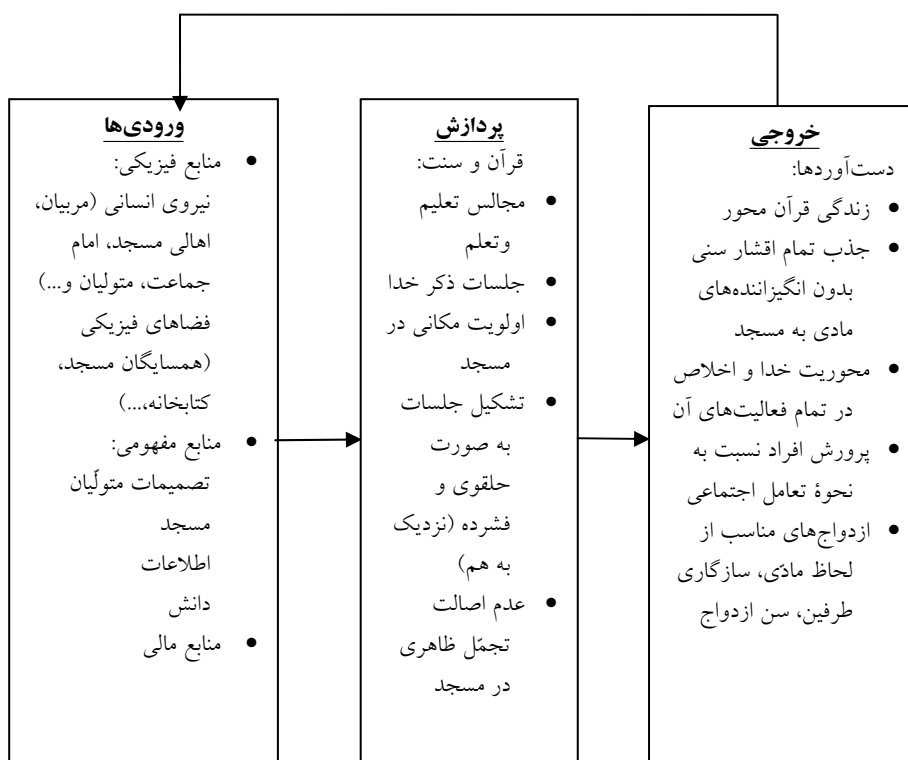 ورودی‌ها
• منابع فیزیکی:
نیروی انسانی (مربیان،
اهالی مسجد، امام
جماعت، متولیان و...)
فضاهای فیزیکی
(همسایگان مسجد،
کتابخانه،...)
• منابع مفهومی:
تصمیمات متولّیان
مسجد
اطلاعات
دانش
• منابع مالی
پردازش
قرآن و سنت:
• مجالس تعلیم
وتعلم
• جلسات ذکر خدا
• اولویت مکانی در
مسجد
• تشکیل جلسات
به صورت
حلقوی و
فشرده (نزدیک
به هم)
• عدم اصالت
تجمّل ظاهری
در مسجد
خروجی
دست‌آوردها:
• زندگی قرآن محور
• جذب تمام اقشار سنی
بدون انگیزاننده‌های
مادی به مسجد
• محوریت خدا و اخلاص
در تمام فعالیت‌های آن
• پرورش افراد نسبت به
نحوۀ تعامل اجتماعی
• ازدواج‌های مناسب از
لحاظ مادّی، سازگاری
طرفین، سن ازدواج